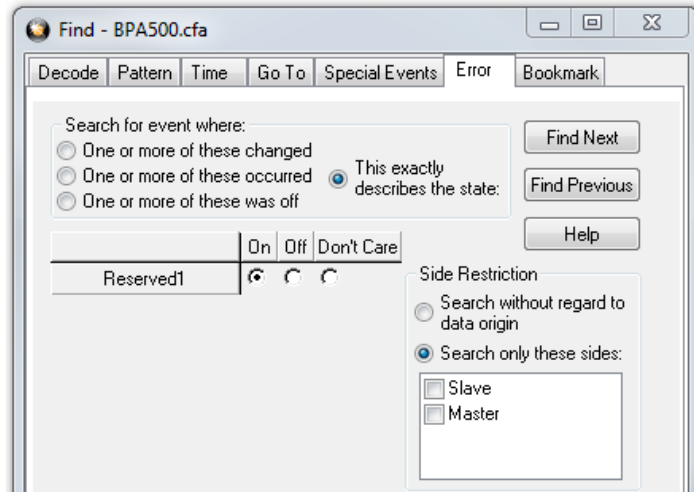 Find - BPA500.cfa
Decode Pattern Time Go To Special Events Error Bookmark
Search for event where:
One or more of these changed
One or more of these occurred
One or more of these was off
This exactly
describes the state:
Find Next
Find Previous
Help
On Off Don't Care
Reserved1
Side Restriction
Search without regard to
data origin
Search only these sides:
Slave
Master